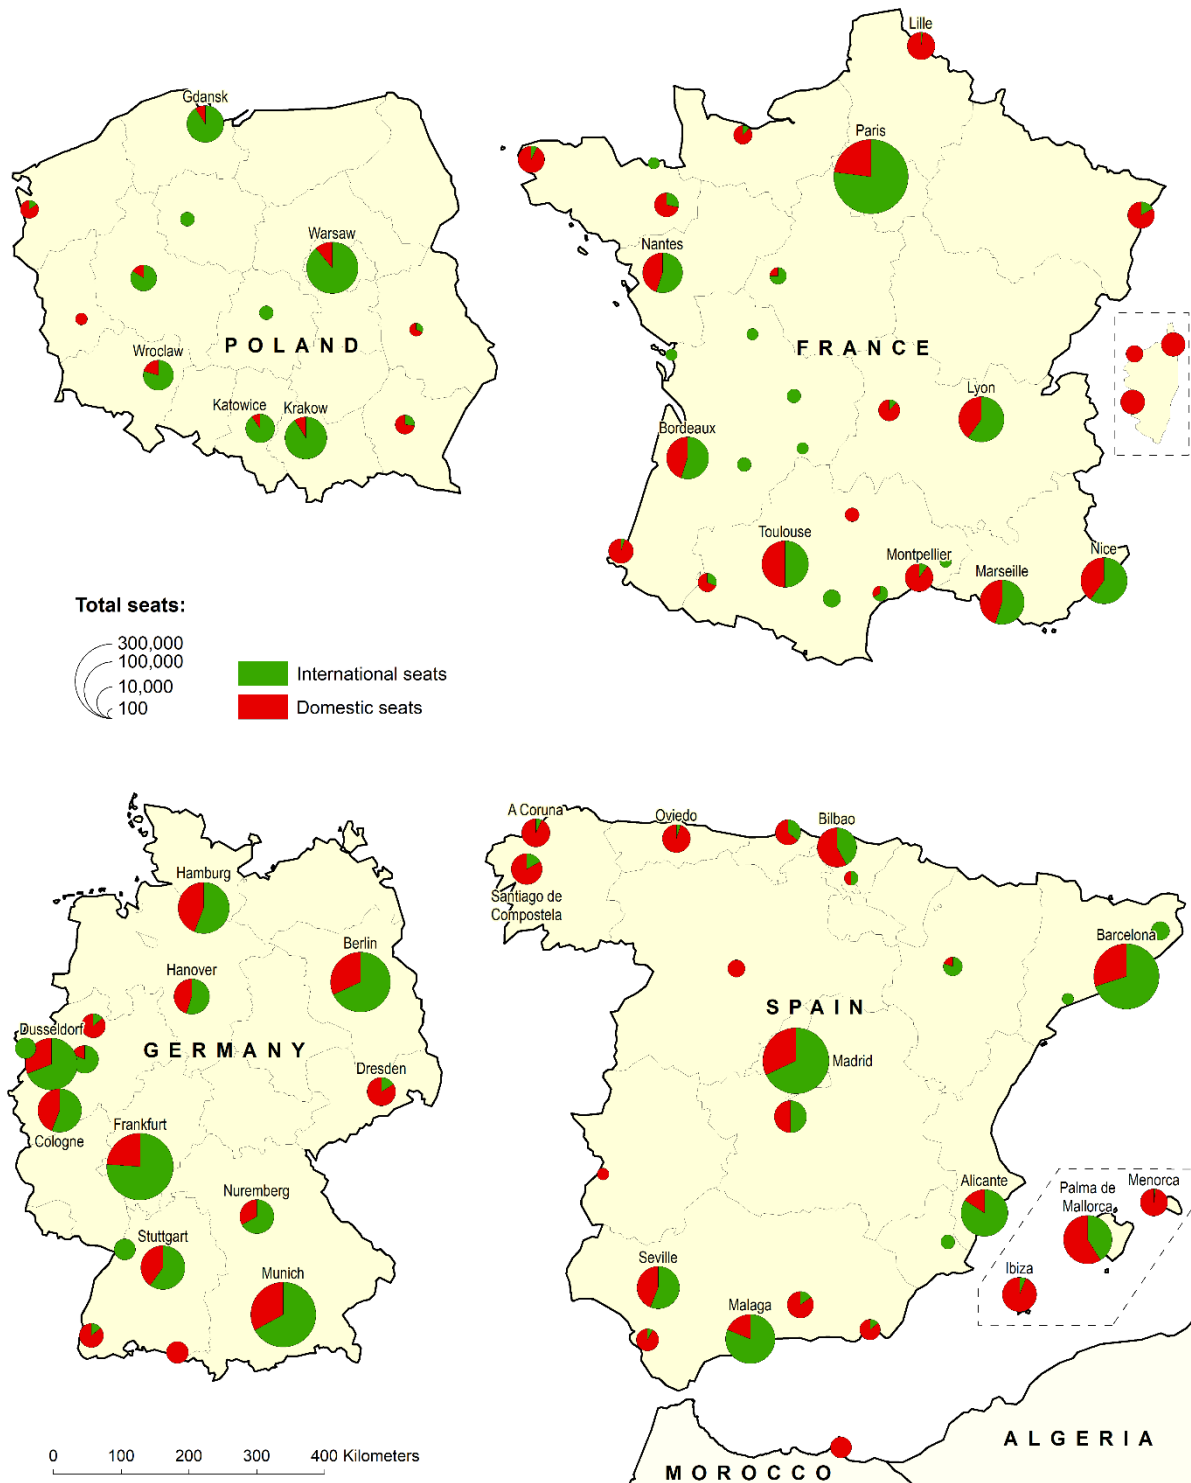 Lille
Gdansk
Paris
Warsaw
Nantes
POLAND
FRANCE
Wroclaw
Lyon
Katowice
Krakow
Bordeaux
Toulouse
Montpellier
Nice
Marseille
Total seats:
300,000
100,000
10,000
100
International seats
Domestic seats
A Coruna
Oviedo
Bilbao
Hamburg
Santiago de
Compostela
Berlin
Barcelona
Hanover
SPAIN
Dusseldorf
GERMANY
Madrid
Dresden
Frankfurt
Cologne
Nuremberg
Alicante
Palma de
Mallorca
Menorca
Stuttgart
Seville
Ibiza
Munich
Malaga
ALGERIA
0 100 200 300 400 Kilometers
MOROCCO